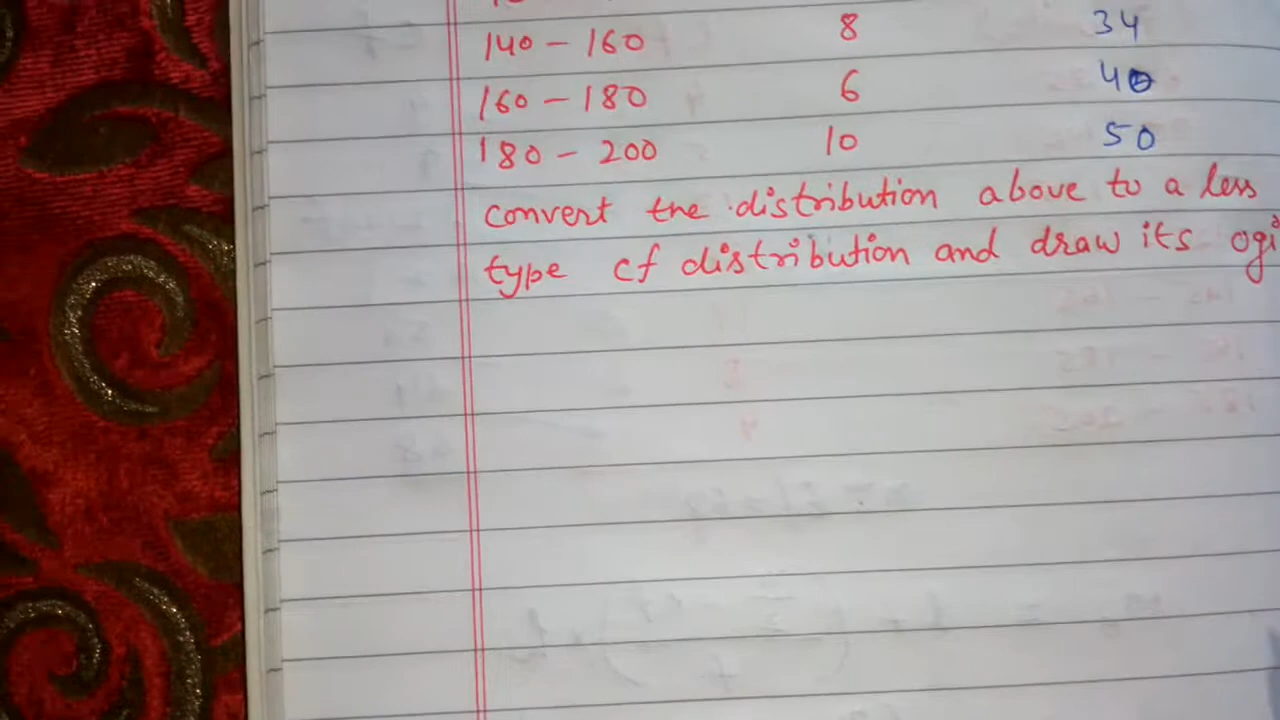 140 - 160 8 34
160 - 180 6 40
180 - 200 10 50
convert the distribution above to a less
type cf distribution and draw its ogi